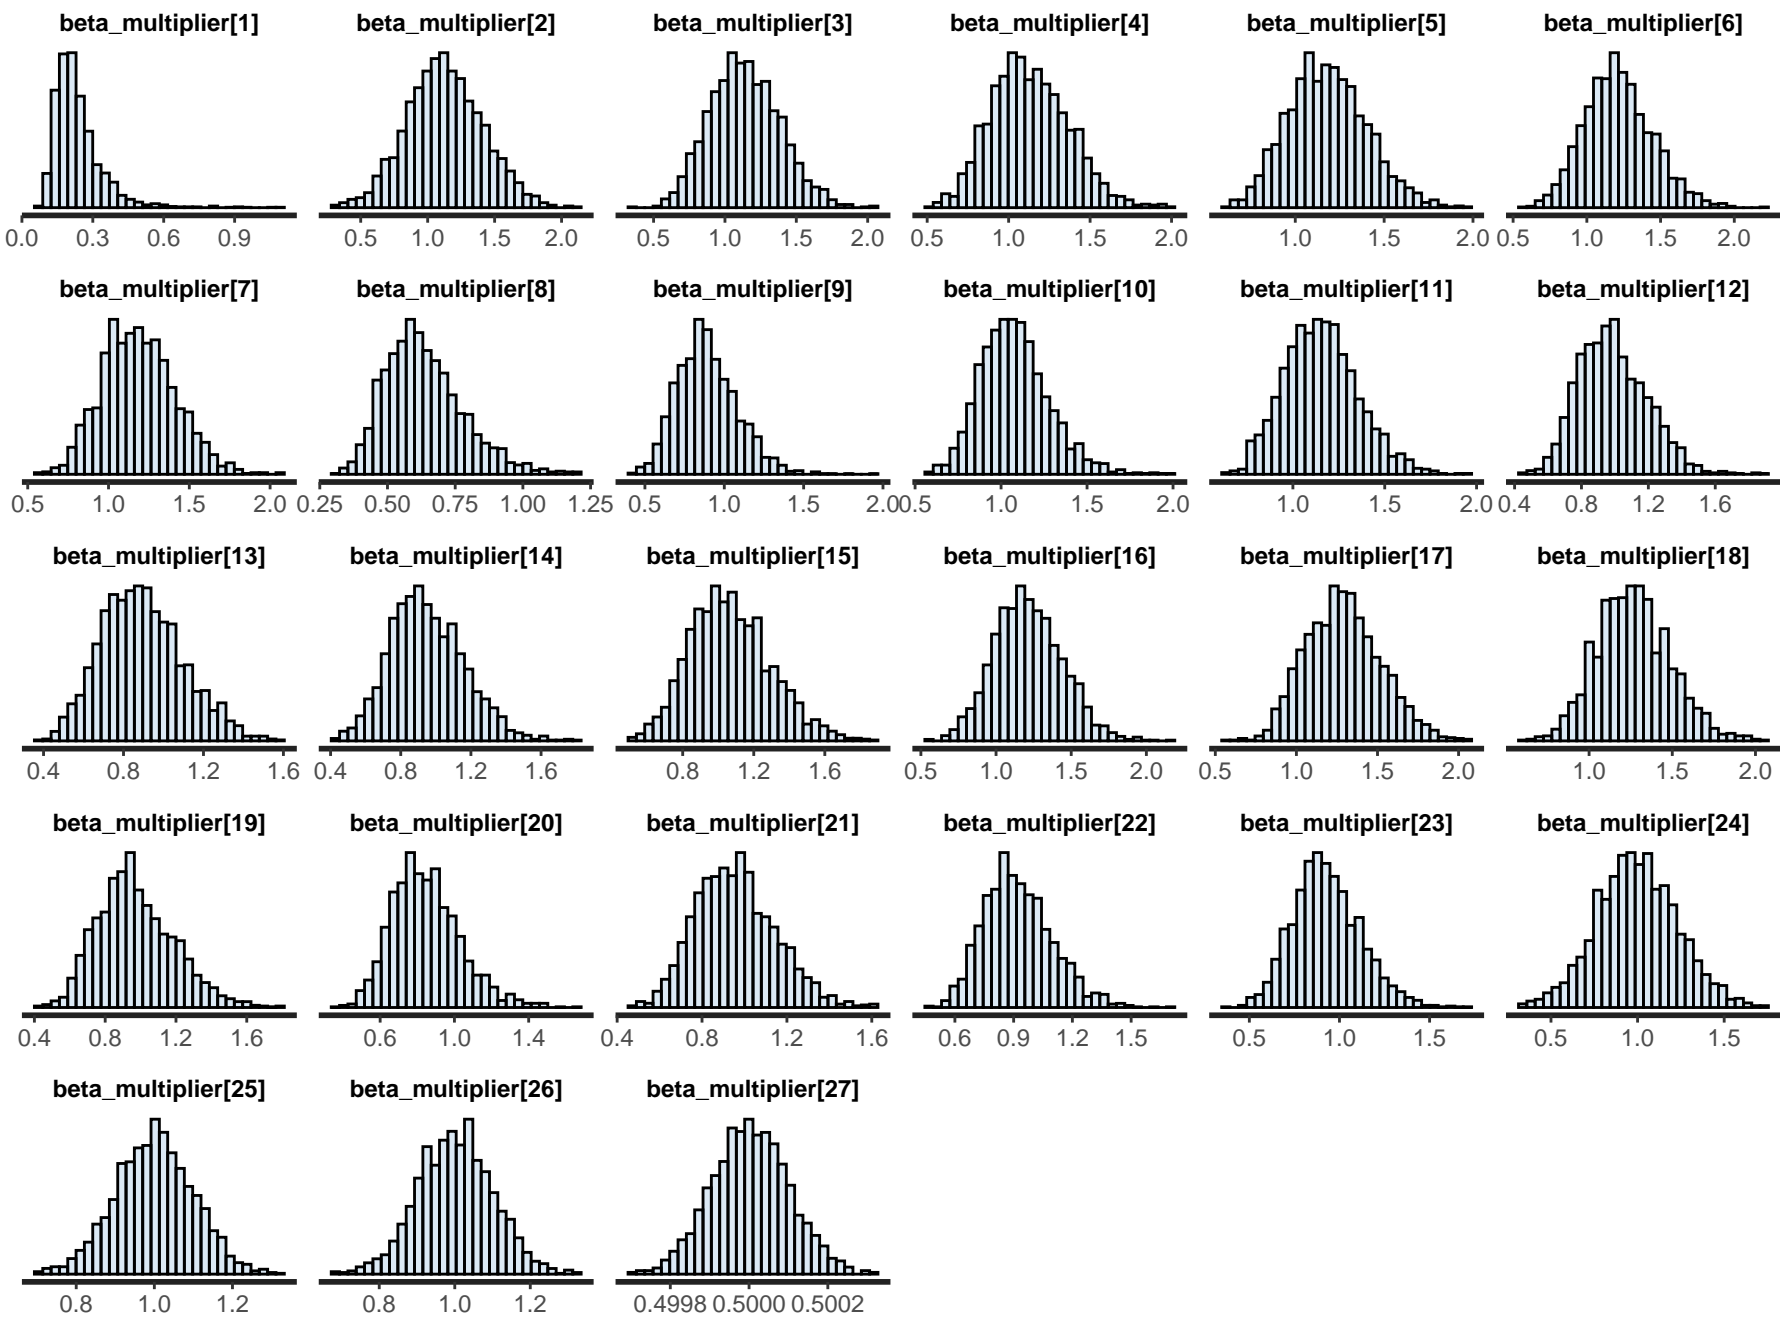 beta_multiplier[1] beta_multiplier[2] beta_multiplier[3] beta_multiplier[4] beta_multiplier[5] beta_multiplier[6]
0.0 0.3 0.6 0.9 0.5 1.0 1.5 2.0 0.5 1.0 1.5 2.0 0.5 1.0 1.5 2.0 1.0 1.5 2.0 0.5 1.0 1.5 2.0
beta_multiplier[7] beta_multiplier[8] beta_multiplier[9] beta_multiplier[10] beta_multiplier[11] beta_multiplier[12]
0.5 1.0 1.5 2.0 0.25 0.50 0.75 1.00 1.25 0.5 1.0 1.5 2.0 0.5 1.0 1.5 2.0 1.0 1.5 2.0 0.4 0.8 1.2 1.6
beta_multiplier[13] beta_multiplier[14] beta_multiplier[15] beta_multiplier[16] beta_multiplier[17] beta_multiplier[18]
0.4 0.8 1.2 1.6 0.4 0.8 1.2 1.6 0.8 1.2 1.6 0.5 1.0 1.5 2.0 0.5 1.0 1.5 2.0 1.0 1.5 2.0
beta_multiplier[19] beta_multiplier[20] beta_multiplier[21] beta_multiplier[22] beta_multiplier[23] beta_multiplier[24]
0.4 0.8 1.2 1.6 0.6 1.0 1.4 0.4 0.8 1.2 1.6 0.6 0.9 1.2 1.5 0.5 1.0 1.5 0.5 1.0 1.5
beta_multiplier[25] beta_multiplier[26] beta_multiplier[27]
0.8 1.0 1.2 0.8 1.0 1.2 0.4998 0.5000 0.5002